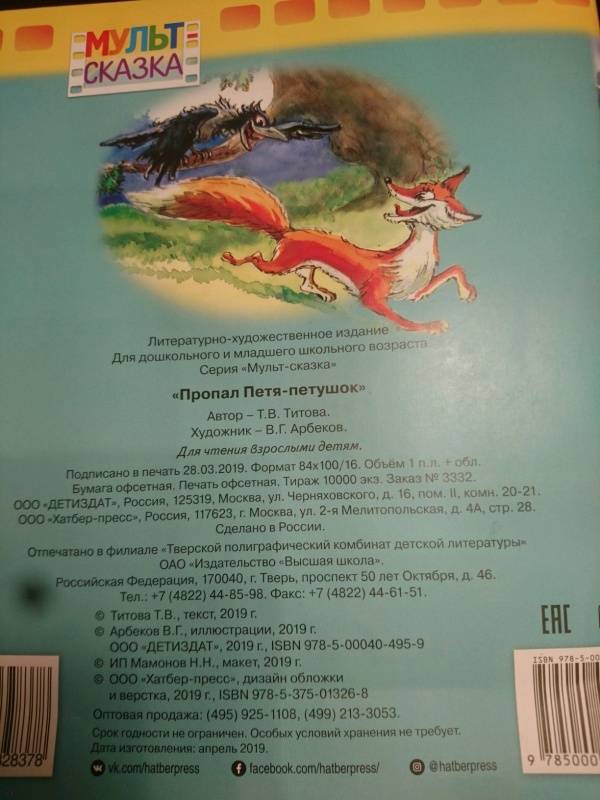 МУЛЬТ
СКАЗКА
Литературно-художественное издание
Для дошкольного и младшего школьного возраста
Серия «Мульт-сказка»
«Пропал Петя-петушок»
Автор – Т.В. Титова.
Художник – В.Г. Арбеков.
Для чтения взрослыми детям.
Подписано в печать 28.03.2019. Формат 84х100/16. Объём 1 п.л. + обл.
Бумага офсетная. Печать офсетная. Тираж 10000 экз. Заказ № 3332.
ООО «ДЕТИЗДАТ», Россия, 125319, Москва, ул. Черняховского, д. 16, пом. II, комн. 20-21.
ООО «Хатбер-пресс», Россия, 117623, г. Москва, ул. 2-я Мелитопольская, д. 4А, стр. 28.
Сделано в России.
Отпечатано в филиале «Тверской полиграфический комбинат детской литературы»
ОАО «Издательство «Высшая школа».
Российская Федерация, 170040, г. Тверь, проспект 50 лет Октября, д. 46.
Тел.: +7 (4822) 44-85-98. Факс: +7 (4822) 44-61-51.
© Титова Т.В., текст, 2019 г.
© Арбеков В.Г., иллюстрации, 2019 г.
ООО «ДЕТИЗДАТ», 2019 г., ISBN 978-5-00040-495-9
© ИП Мамонов Н.Н., макет, 2019 г.
© ООО «Хатбер-пресс», дизайн обложки
и верстка, 2019 г., ISBN 978-5-375-01326-8
Оптовая продажа: (495) 925-1108, (499) 213-3053.
Срок годности не ограничен. Особых условий хранения не требует.
Дата изготовления: апрель 2019.
vk.com/hatberpress
facebook.com/hatberpress/
@hatberpress
EAC
ISBN 978-5-00
9 785000
28378